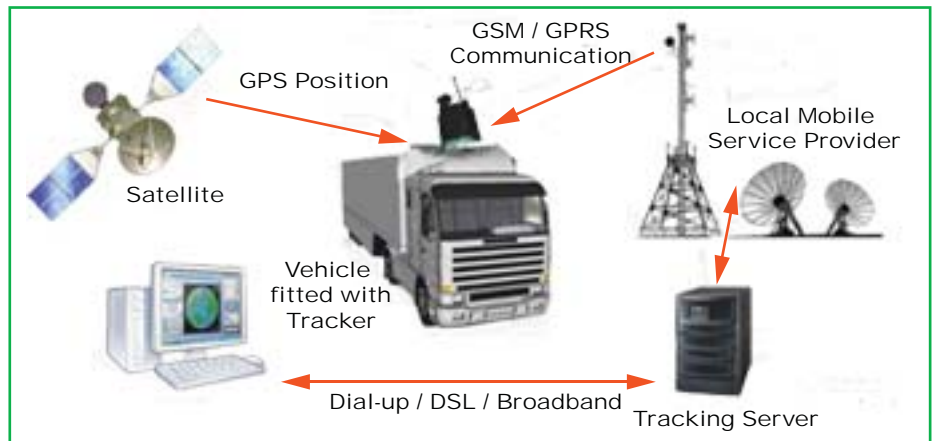 GSM / GPRS
Communication
GPS Position
Local Mobile
Service Provider
Satellite
Vehicle
fitted with
Tracker
Dial-up / DSL / Broadband
Tracking Server